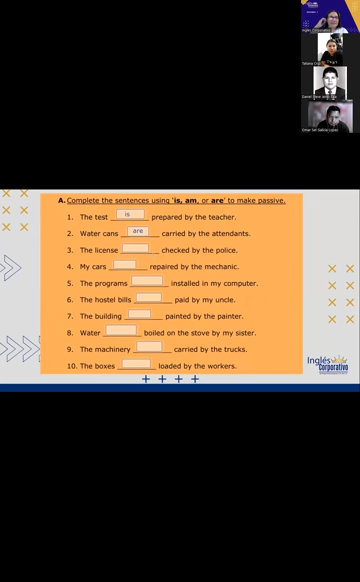 A. Complete the sentences using 'is, am, or are' to make passive.
1. The test is prepared by the teacher.
2. Water cans are carried by the attendants.
3. The license checked by the police.
4. My cars repaired by the mechanic.
5. The programs installed in my computer.
6. The hostel bills paid by my uncle.
7. The building painted by the painter.
8. Water boiled on the stove by my sister.
9. The machinery carried by the trucks.
10. The boxes loaded by the workers.
Inglés
Corporativo